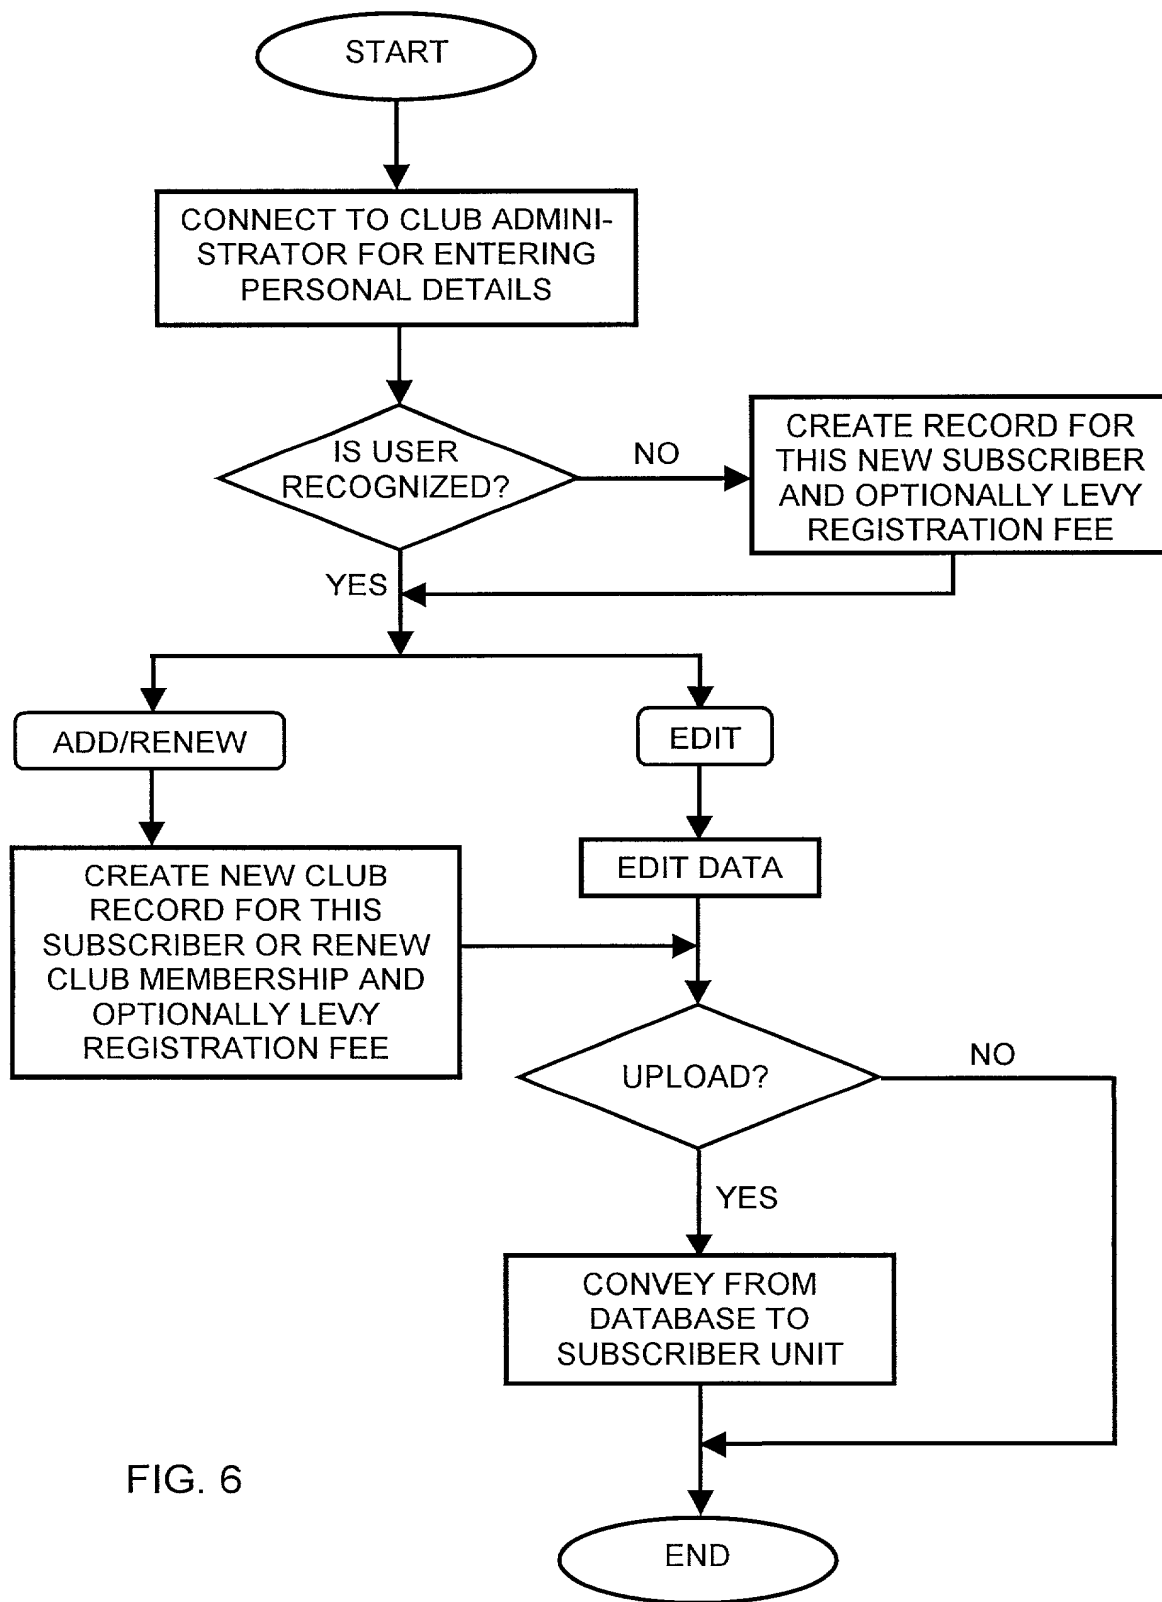 START
CONNECT TO CLUB ADMINI-
STRATOR FOR ENTERING
PERSONAL DETAILS
IS USER
RECOGNIZED?
NO
CREATE RECORD FOR
THIS NEW SUBSCRIBER
AND OPTIONALLY LEVY
REGISTRATION FEE
YES
ADD/RENEW
EDIT
CREATE NEW CLUB
RECORD FOR THIS
SUBSCRIBER OR RENEW
CLUB MEMBERSHIP AND
OPTIONALLY LEVY
REGISTRATION FEE
EDIT DATA
UPLOAD?
NO
YES
CONVEY FROM
DATABASE TO
SUBSCRIBER UNIT
FIG. 6
END